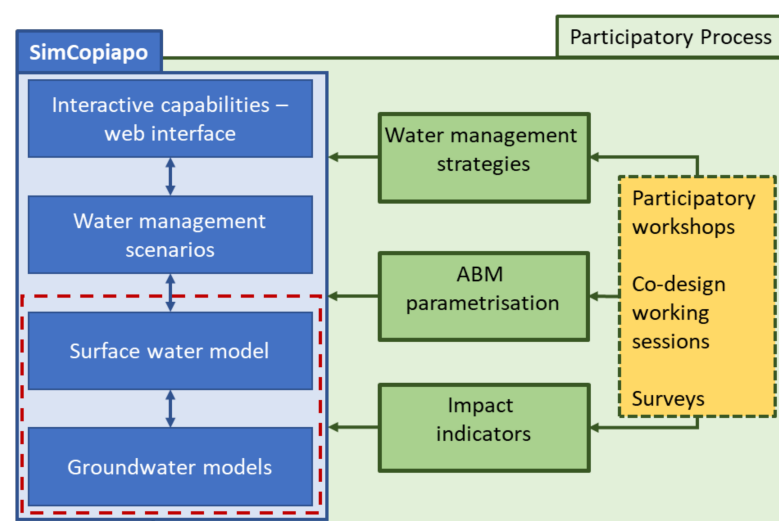 SimCopiapo
Participatory Process
Interactive capabilities –
web interface
Water management
scenarios
Surface water model
Groundwater models
Water management
strategies
ABM
parametrisation
Impact
indicators
Participatory
workshops
Co-design
working
sessions
Surveys